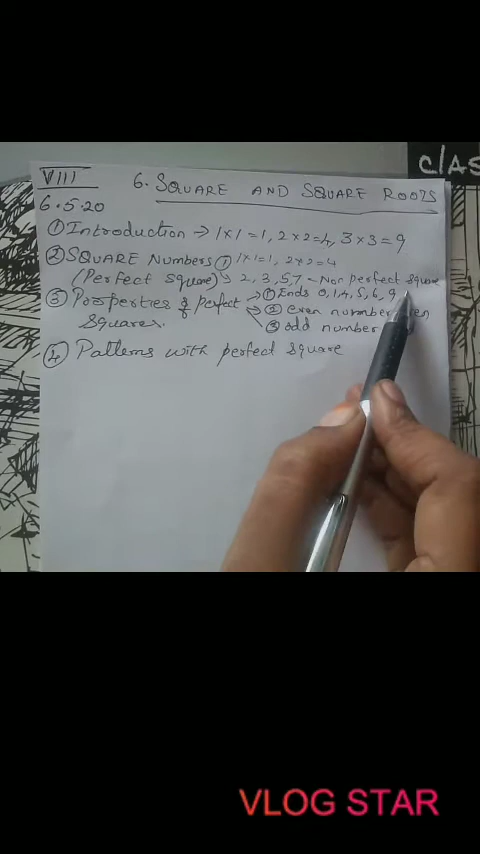 CLAS
VIII
6. SQUARE AND SQUARE ROOTS
6.5.20
① Introduction → 1×1=1, 2×2=4, 3×3=9
② SQUARE Numbers ① 1×1=1, 2×2=4
(Perfect Square) ↘ 2, 3, 5, 7 - Non perfect square
③ Poorperties of perfect → ① Ends 0, 1, 4, 5, 6, 9
Squares. ② even number
③ odd number
④ Patterns with perfect square
VLOG STAR